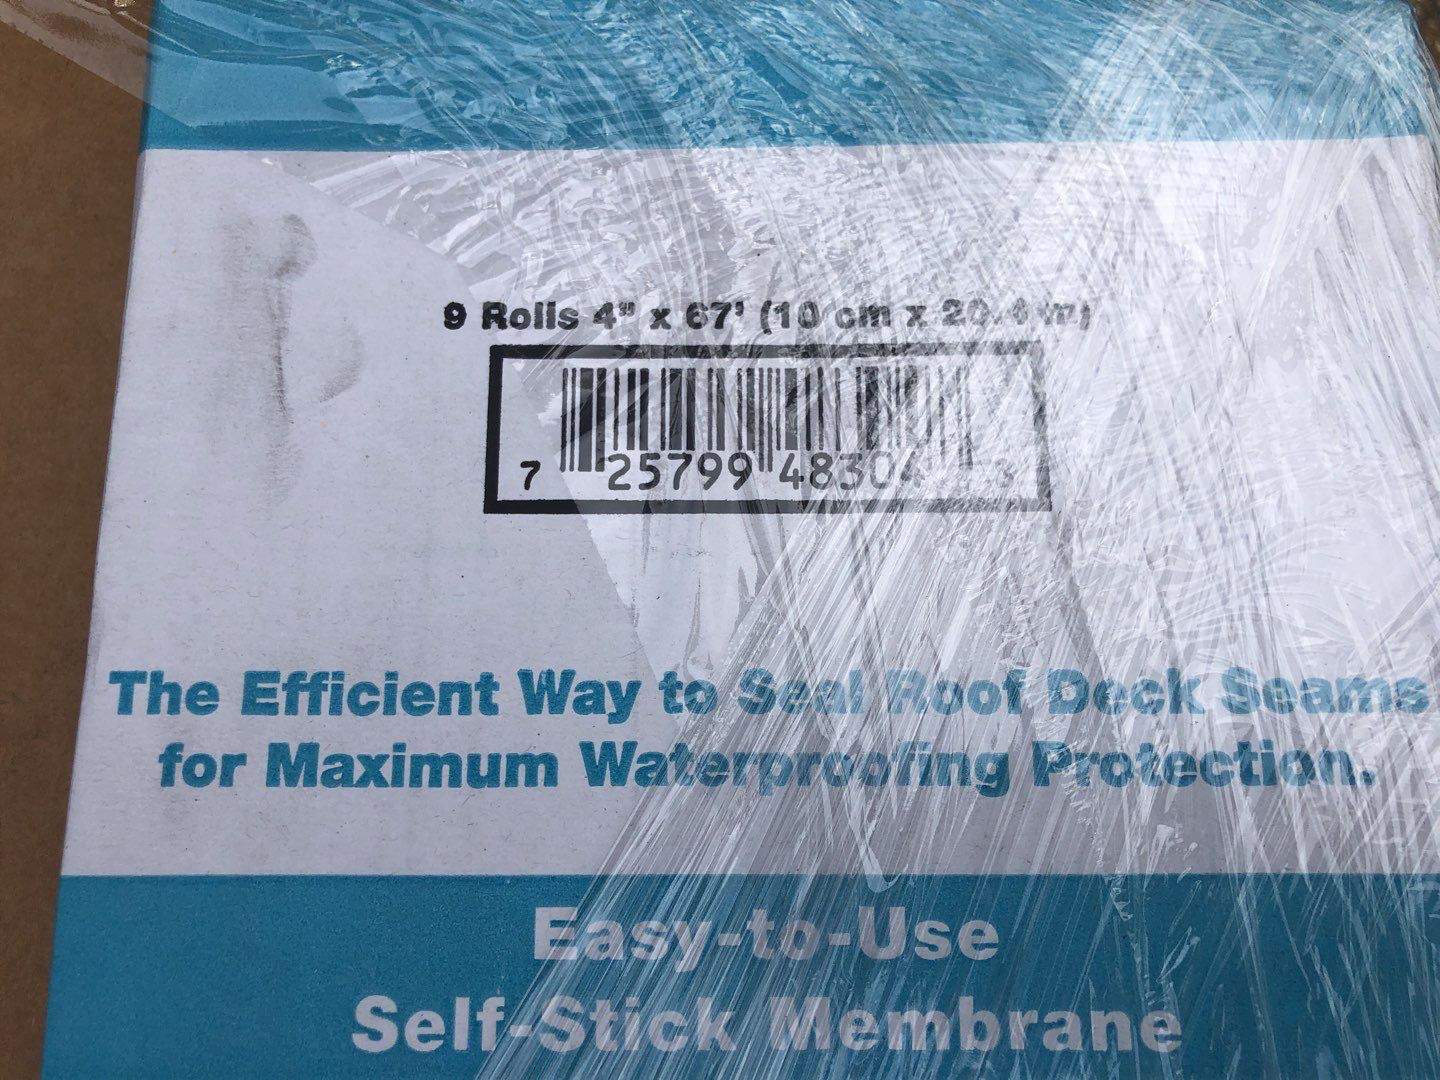 9 Rolls 4" x 67' (10 cm x 20.4 m)
7 25799 48304 3
The Efficient Way to Seal Roof Deck Seams
for Maximum Waterproofing Protection.
Easy-to-Use
Self-Stick Membrane